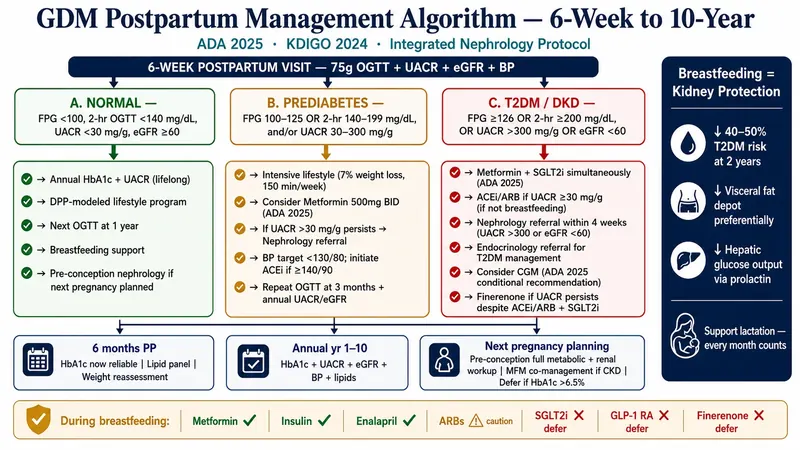 GDM Postpartum Management Algorithm — 6-Week to 10-Year
ADA 2025 · KDIGO 2024 · Integrated Nephrology Protocol
6-WEEK POSTPARTUM VISIT — 75g OGTT + UACR + eGFR + BP
A. NORMAL —
FPG <100, 2-hr OGTT <140 mg/dL,
UACR <30 mg/g, eGFR ≥60
→ Annual HbA1c + UACR (lifelong)
→ DPP-modeled lifestyle program
→ Next OGTT at 1 year
→ Breastfeeding support
→ Pre-conception nephrology if
next pregnancy planned
B. PREDIABETES —
FPG 100–125 OR 2-hr 140–199 mg/dL,
and/or UACR 30–300 mg/g
→ Intensive lifestyle (7% weight loss,
150 min/week)
→ Consider Metformin 500mg BID
(ADA 2025)
→ If UACR >30 mg/g persists →
Nephrology referral
→ BP target <130/80; initiate
ACEi if ≥140/90
→ Repeat OGTT at 3 months +
annual UACR/eGFR
C. T2DM / DKD —
FPG ≥126 OR 2-hr ≥200 mg/dL,
OR UACR >300 mg/g OR eGFR <60
→ Metformin + SGLT2i simultaneously
(ADA 2025)
→ ACEi/ARB if UACR ≥30 mg/g
(if not breastfeeding)
→ Nephrology referral within 4 weeks
(UACR >300 or eGFR <60)
→ Endocrinology referral for
T2DM management
→ Consider CGM (ADA 2025
conditional recommendation)
→ Finerenone if UACR persists
despite ACEi/ARB + SGLT2i
6 months PP
HbA1c now reliable | Lipid panel |
Weight reassessment
Annual yr 1–10
HbA1c + UACR + eGFR +
BP + lipids
Next pregnancy planning
Pre-conception full metabolic + renal
workup | MFM co-management if CKD |
Defer if HbA1c >6.5%
Breastfeeding =
Kidney Protection
↓ 40–50%
T2DM risk
at 2 years
↓ Visceral fat
depot
preferentially
↓ Hepatic
glucose output
via prolactin
Support lactation —
every month counts
During breastfeeding:
Metformin ✓
Insulin ✓
Enalapril ✓
ARBs ⚠ caution
SGLT2i ✕
defer
GLP-1 RA ✕
defer
Finerenone ✕
defer